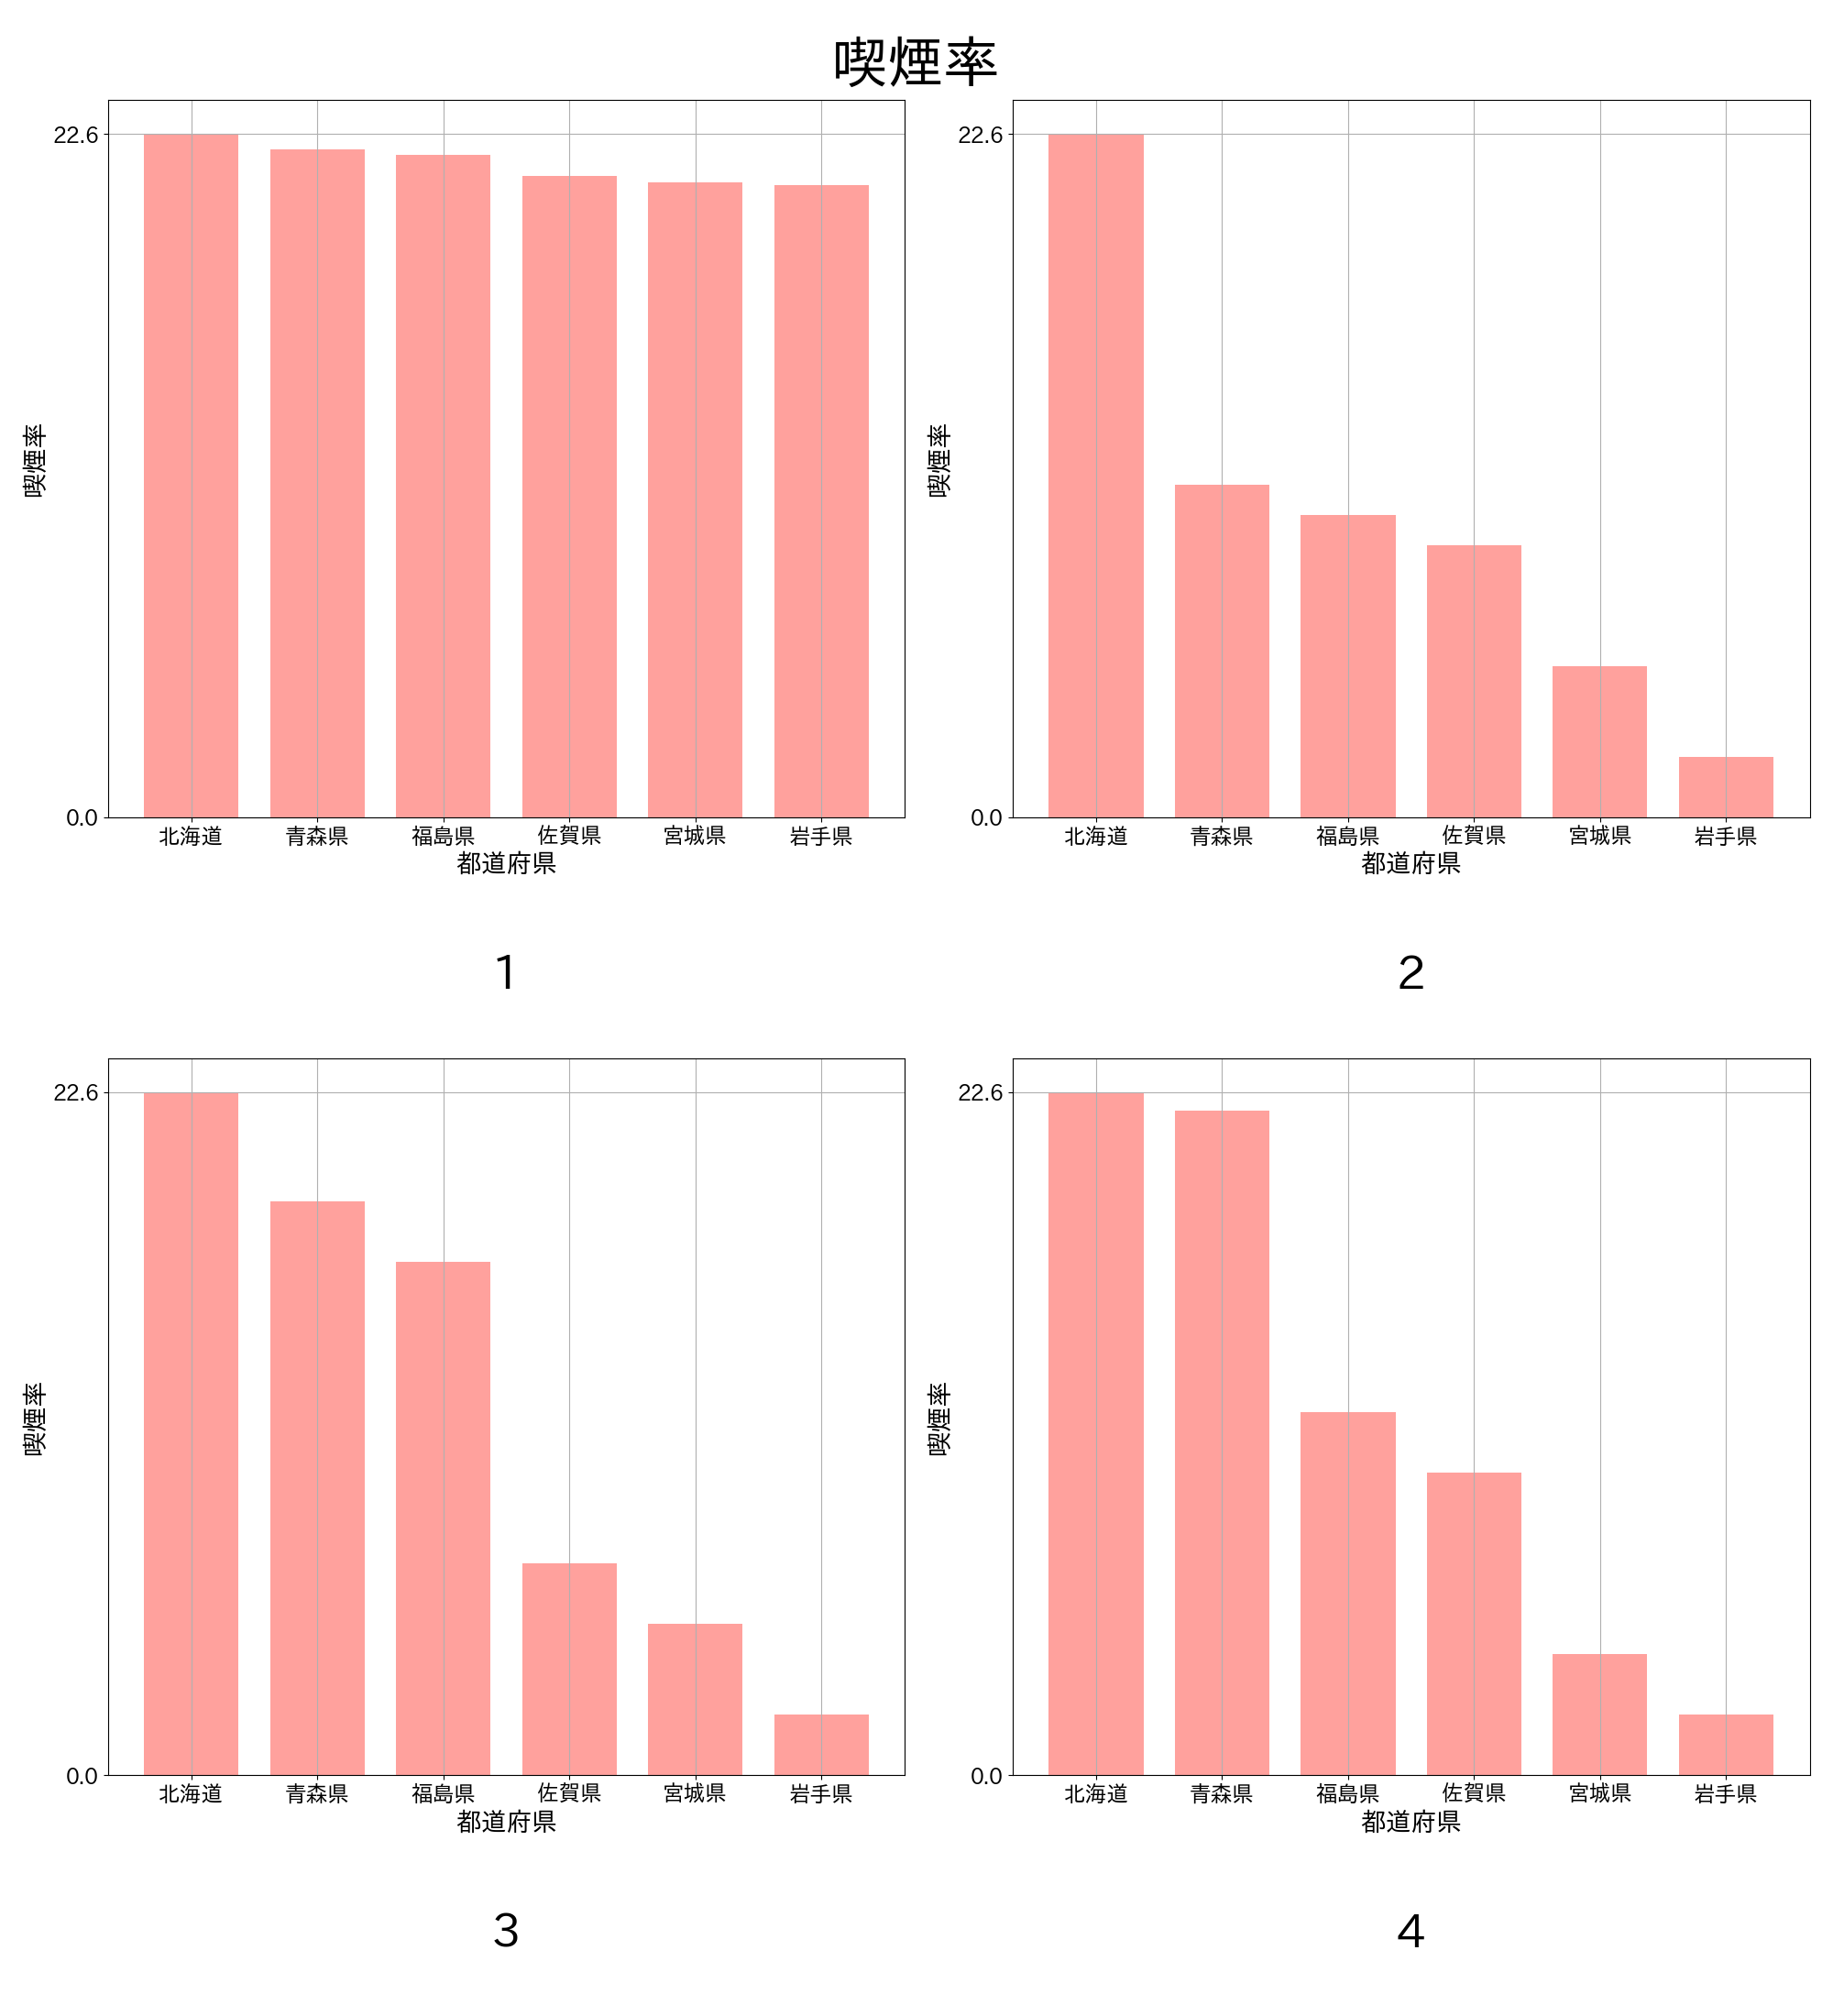 喫煙率
22.6
0.0
喫煙率
北海道 青森県 福島県 佐賀県 宮城県 岩手県
都道府県
1
22.6
0.0
喫煙率
北海道 青森県 福島県 佐賀県 宮城県 岩手県
都道府県
2
22.6
0.0
喫煙率
北海道 青森県 福島県 佐賀県 宮城県 岩手県
都道府県
3
22.6
0.0
喫煙率
北海道 青森県 福島県 佐賀県 宮城県 岩手県
都道府県
4